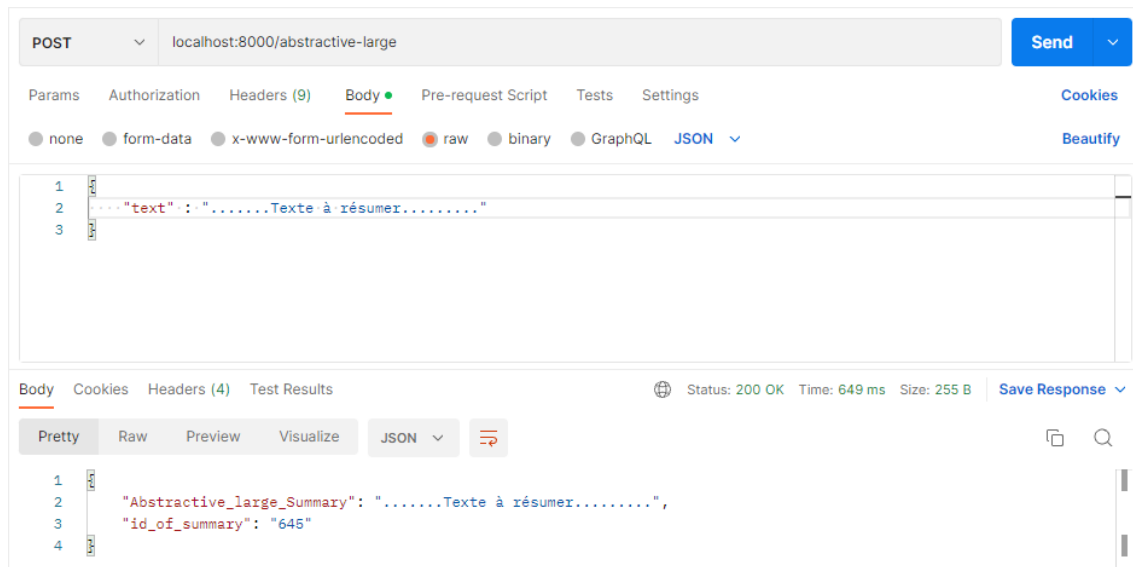 POST localhost:8000/abstractive-large Send
Params Authorization Headers (9) Body Pre-request Script Tests Settings Cookies
none form-data x-www-form-urlencoded raw binary GraphQL JSON Beautify
1 {
2 ····"text"·:·".......Texte·à·résumer........."
3 }
Body Cookies Headers (4) Test Results Status: 200 OK Time: 649 ms Size: 255 B Save Response
Pretty Raw Preview Visualize JSON
1 {
2 "Abstractive_large_Summary": ".......Texte à résumer.........",
3 "id_of_summary": "645"
4 }